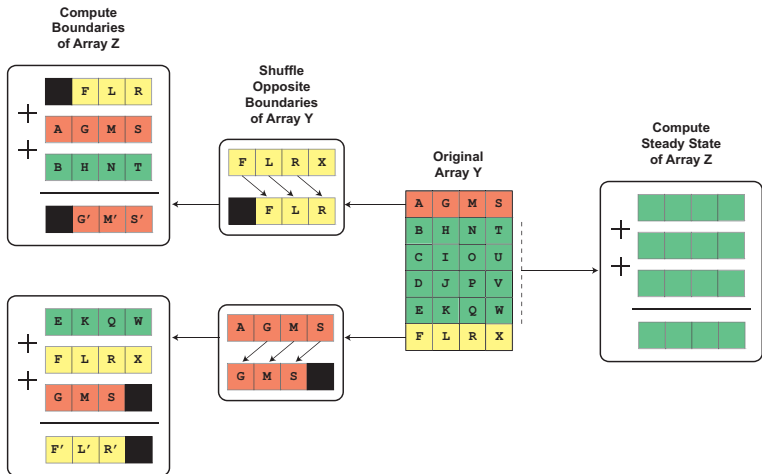 Compute
Boundaries
of Array Z
F L R
+
A G M S
+
B H N T
G' M' S'
E K Q W
+
F L R X
+
G M S
F' L' R'
Shuffle
Opposite
Boundaries
of Array Y
F L R X
F L R
A G M S
G M S
Original
Array Y
A G M S
B H N T
C I O U
D J P V
E K Q W
F L R X
Compute
Steady State
of Array Z
+
+